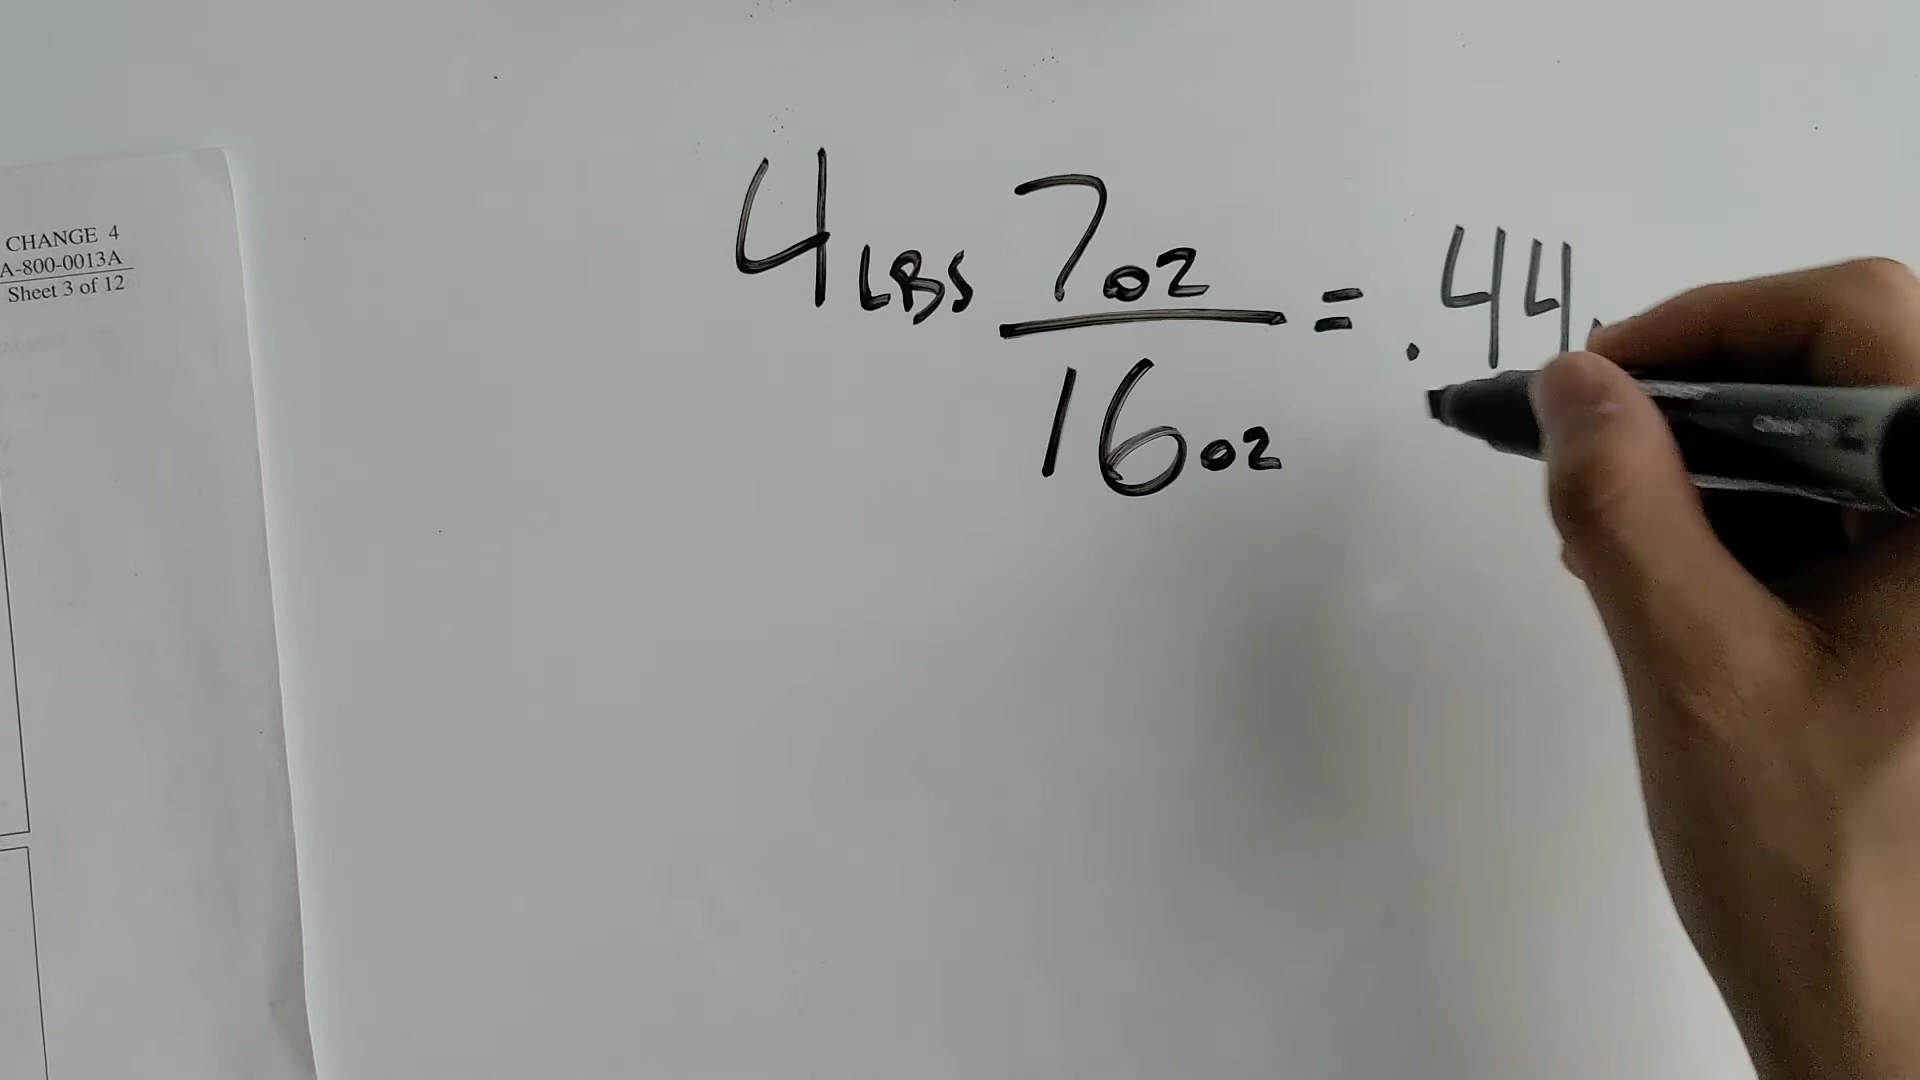 CHANGE 4
A-800-0013A
Sheet 3 of 12
4 LBS 7oz = .44
16oz